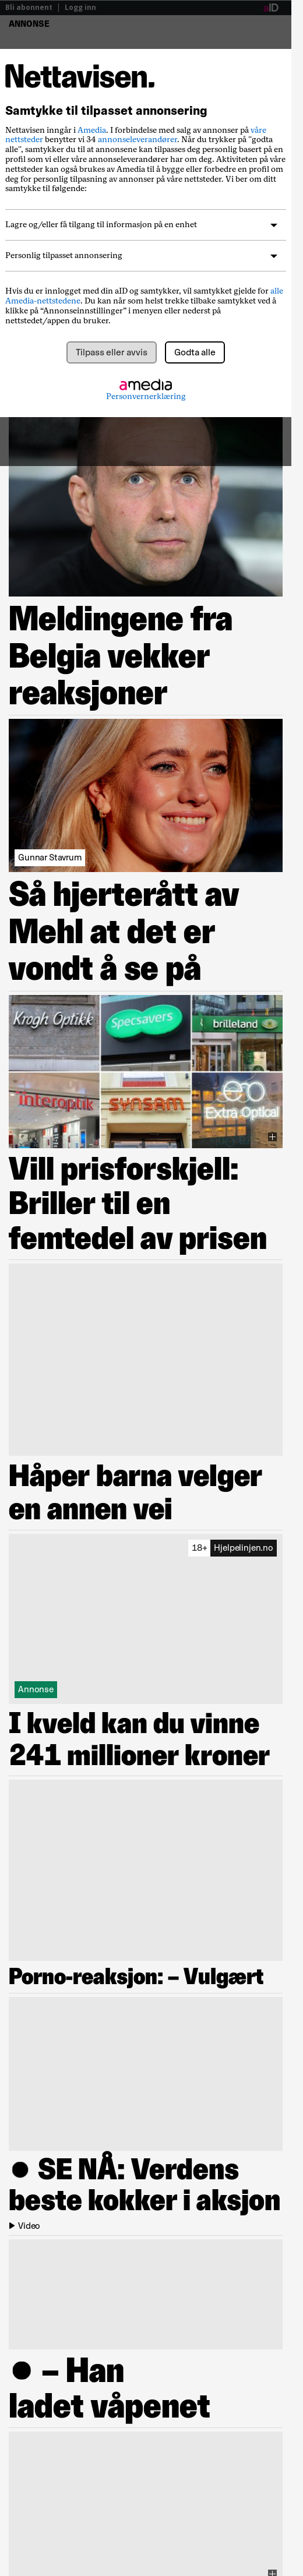 Bli abonnent | Logg inn
aID
ANNONSE
Nettavisen.
Samtykke til tilpasset annonsering
Nettavisen inngår i Amedia. I forbindelse med salg av annonser på våre
nettsteder benytter vi 34 annonseleverandører. Når du trykker på "godta
alle", samtykker du til at annonsene kan tilpasses deg personlig basert på en
profil som vi eller våre annonseleverandører har om deg. Aktiviteten på våre
nettsteder kan også brukes av Amedia til å bygge eller forbedre en profil om
deg for personlig tilpasning av annonser på våre nettsteder. Vi ber om ditt
samtykke til følgende:
Lagre og/eller få tilgang til informasjon på en enhet
Personlig tilpasset annonsering
Hvis du er innlogget med din aID og samtykker, vil samtykket gjelde for alle
Amedia-nettstedene. Du kan når som helst trekke tilbake samtykket ved å
klikke på “Annonseinnstillinger” i menyen eller nederst på
nettstedet/appen du bruker.
Tilpass eller avvis
Godta alle
amedia
Personvernerklæring
Meldingene fra
Belgia vekker
reaksjoner
Gunnar Stavrum
Så hjerterått av
Mehl at det er
vondt å se på
Krogh Optikk
Specsavers
brilleland
interoptik
SYNSAM
Extra Optical
Vill prisforskjell:
Briller til en
femtedel av prisen
Håper barna velger
en annen vei
18+ Hjelpelinjen.no
Annonse
I kveld kan du vinne
241 millioner kroner
Porno-reaksjon: – Vulgært
● SE NÅ: Verdens
beste kokker i aksjon
Video
● – Han
ladet våpenet